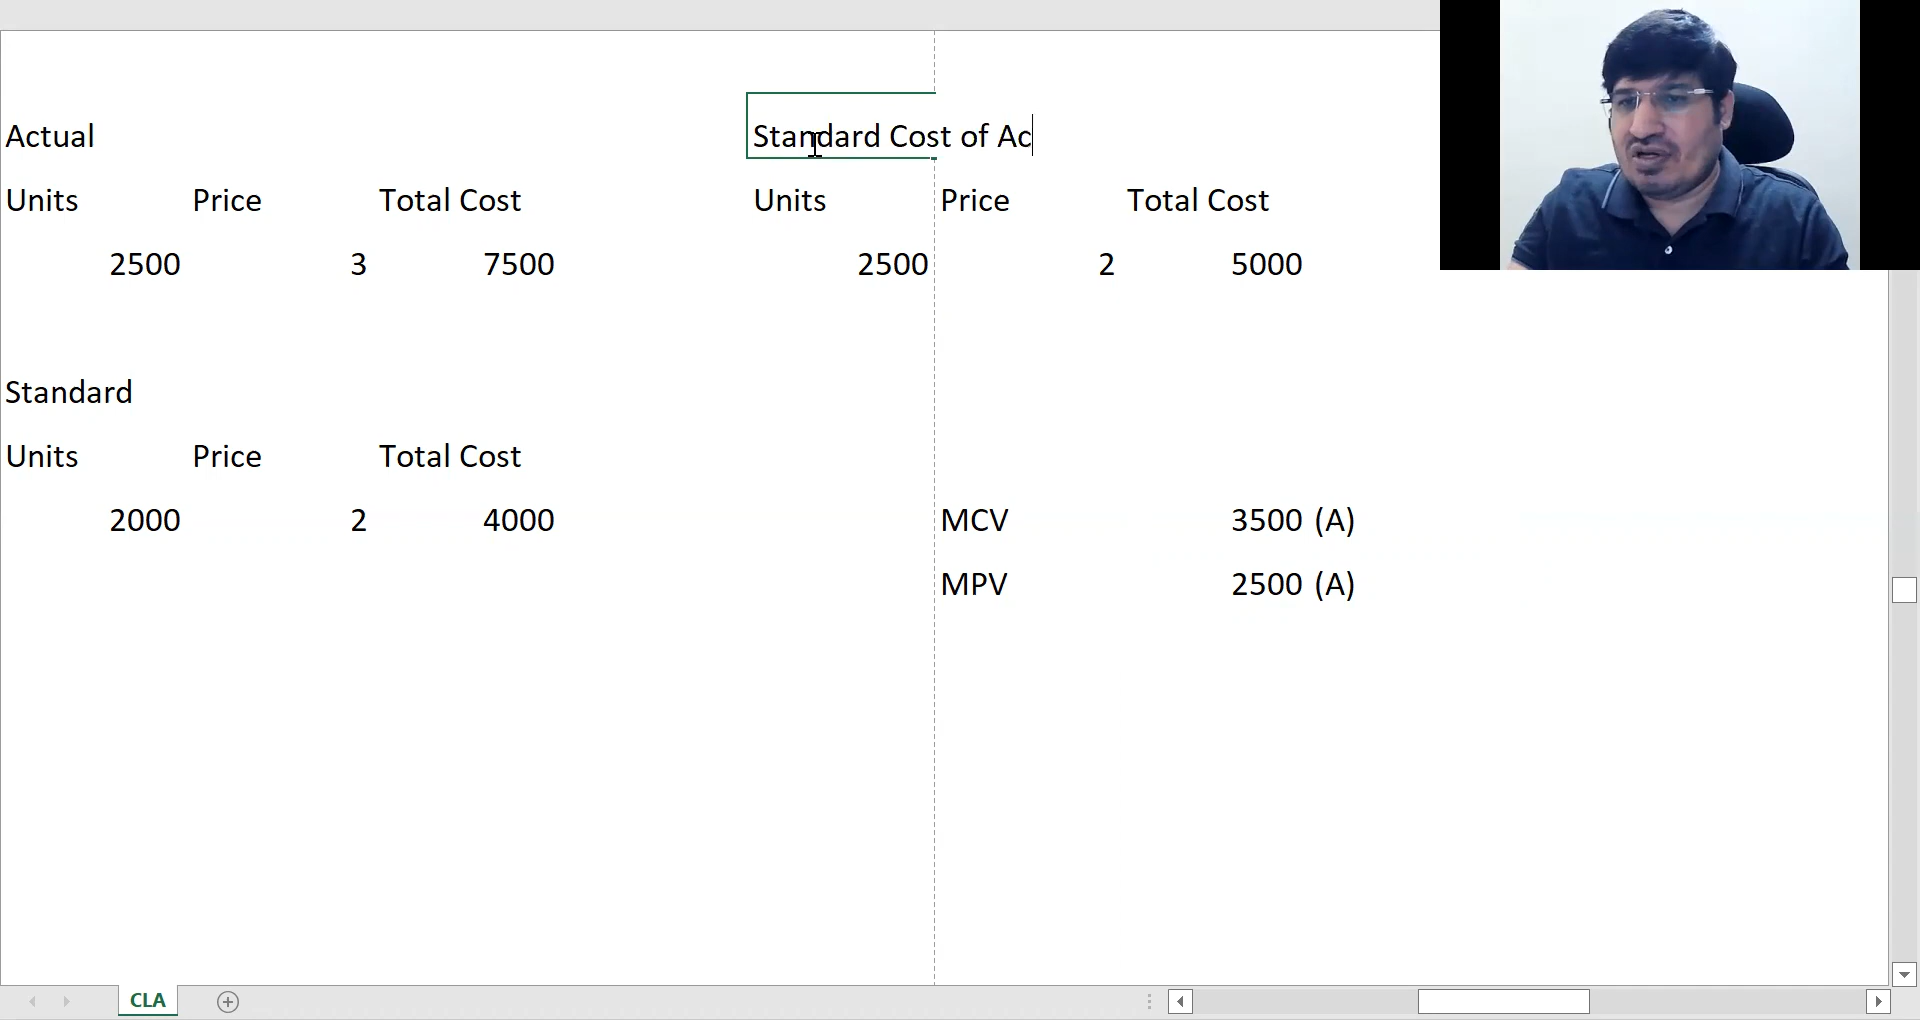 Actual
Standard Cost of Ac
Units Price Total Cost Units Price Total Cost
2500 3 7500 2500 2 5000
Standard
Units Price Total Cost
2000 2 4000 MCV 3500 (A)
MPV 2500 (A)
CLA